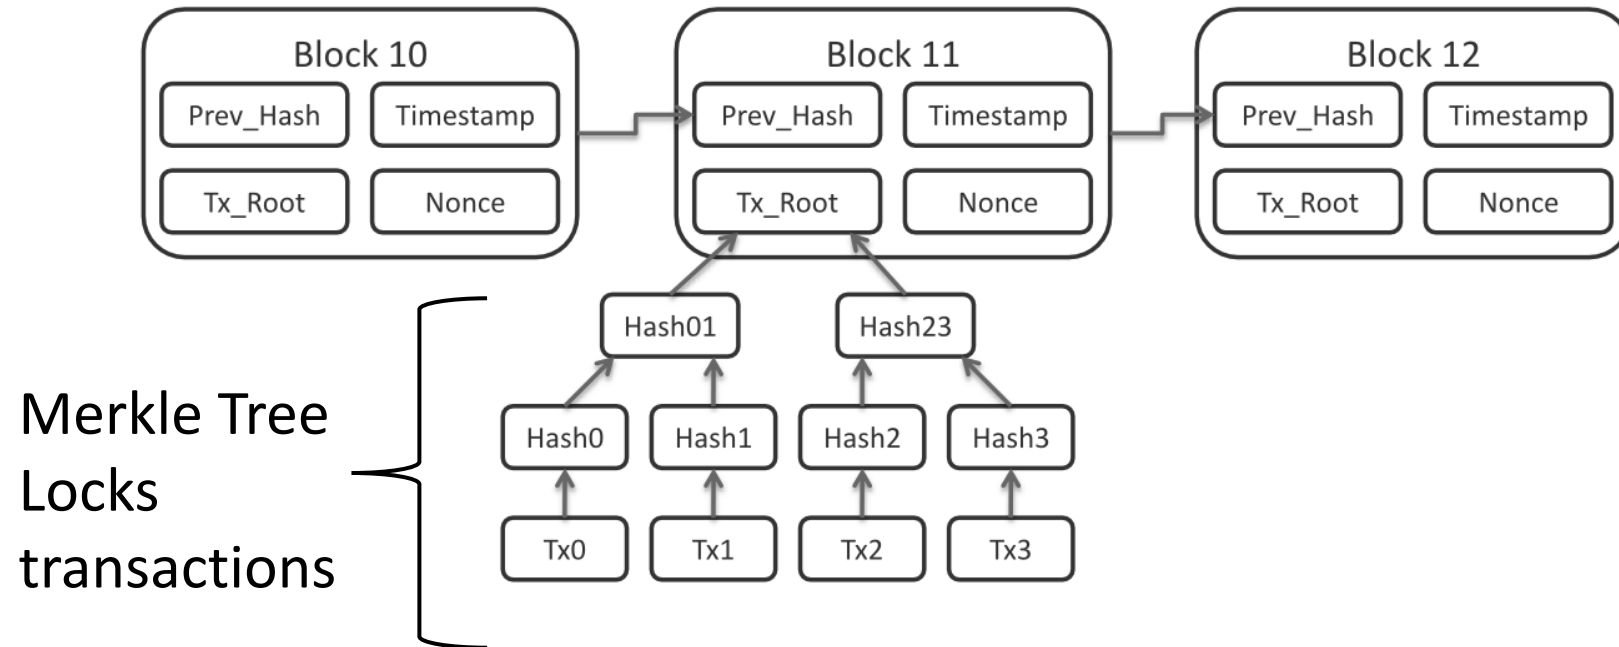 Block 10
Block 11
Block 12
Prev_Hash
Timestamp
Prev_Hash
Timestamp
Prev_Hash
Timestamp
Tx_Root
Nonce
Tx_Root
Nonce
Tx_Root
Nonce
Hash01
Hash23
Hash0
Hash1
Hash2
Hash3
Tx0
Tx1
Tx2
Tx3
Merkle Tree
Locks
transactions